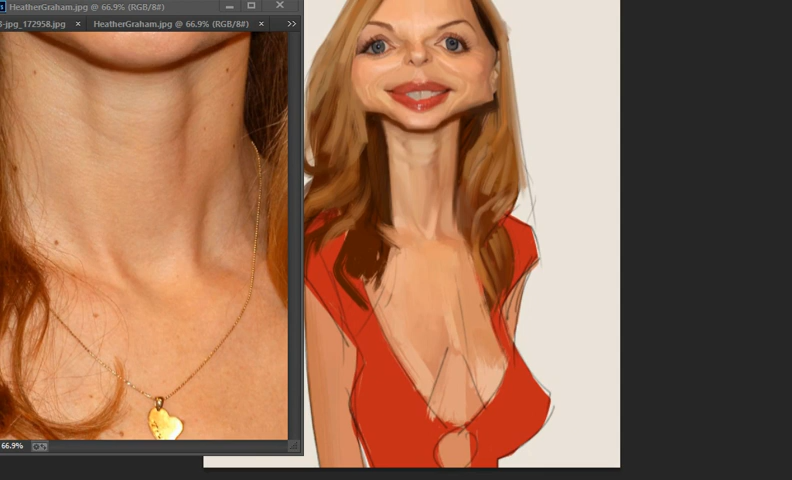 HeatherGraham.jpg @ 66.9% (RGB/8#)
-jpg_172958.jpg × HeatherGraham.jpg @ 66.9% (RGB/8#) × >>
66.9%